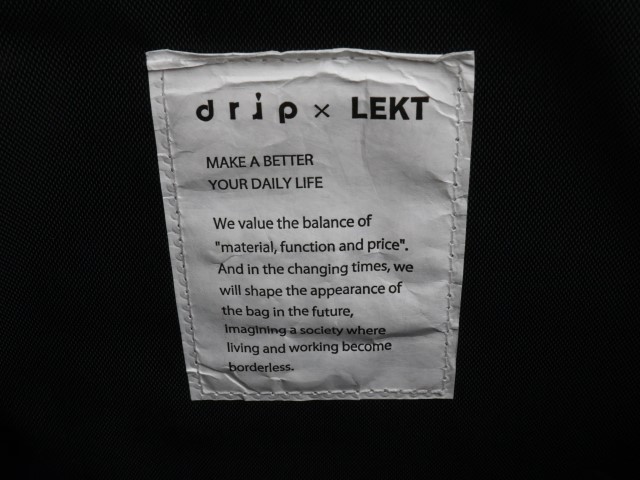 drip × LEKT
MAKE A BETTER
YOUR DAILY LIFE
We value the balance of
"material, function and price".
And in the changing times, we
will shape the appearance of
the bag in the future,
imagining a society where
living and working become
borderless.